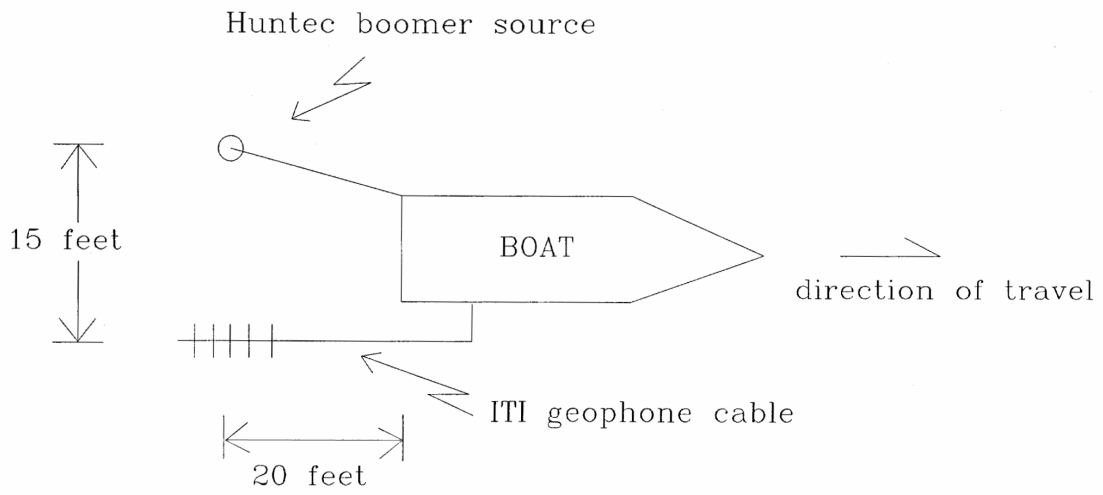 Huntec boomer source
15 feet
BOAT
direction of travel
ITI geophone cable
20 feet